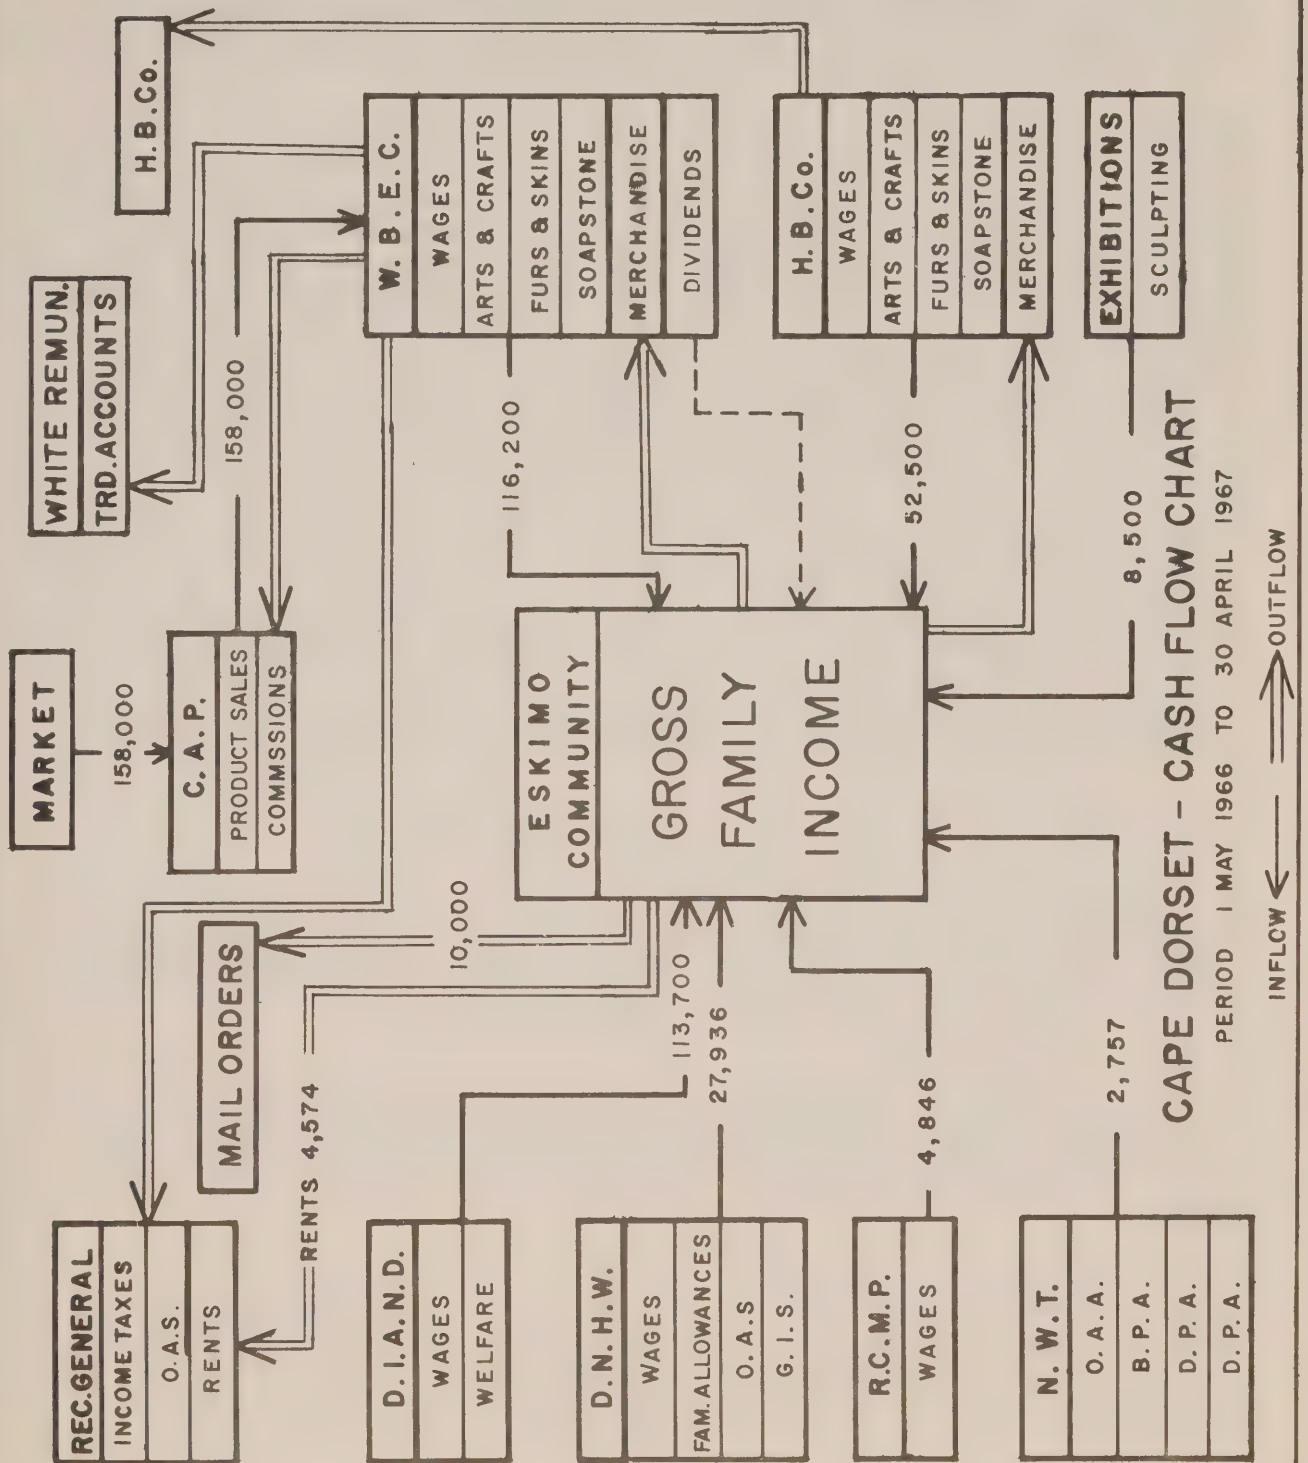 REC.GENERAL
INCOME TAXES
O.A.S.
RENTS
MAIL ORDERS
MARKET
158,000
C.A.P.
PRODUCT SALES
COMMSSIONS
WHITE REMUN.
TRD.ACCOUNTS
H.B.Co.
158,000
RENTS 4,574
10,000
D.I.A.N.D.
WAGES
WELFARE
113,700
D.N.H.W.
WAGES
FAM.ALLOWANCES
O.A.S
G.I.S.
27,936
R.C.M.P.
WAGES
4,846
N.W.T.
O.A.A.
B.P.A.
D.P.A.
D.P.A.
2,757
ESKIMO
COMMUNITY
GROSS
FAMILY
INCOME
W.B.E.C.
WAGES
ARTS & CRAFTS
FURS & SKINS
SOAPSTONE
MERCHANDISE
DIVIDENDS
116,200
H.B.Co.
WAGES
ARTS & CRAFTS
FURS & SKINS
SOAPSTONE
MERCHANDISE
52,500
EXHIBITIONS
SCULPTING
8,500
CAPE DORSET - CASH FLOW CHART
PERIOD 1 MAY 1966 TO 30 APRIL 1967
INFLOW OUTFLOW